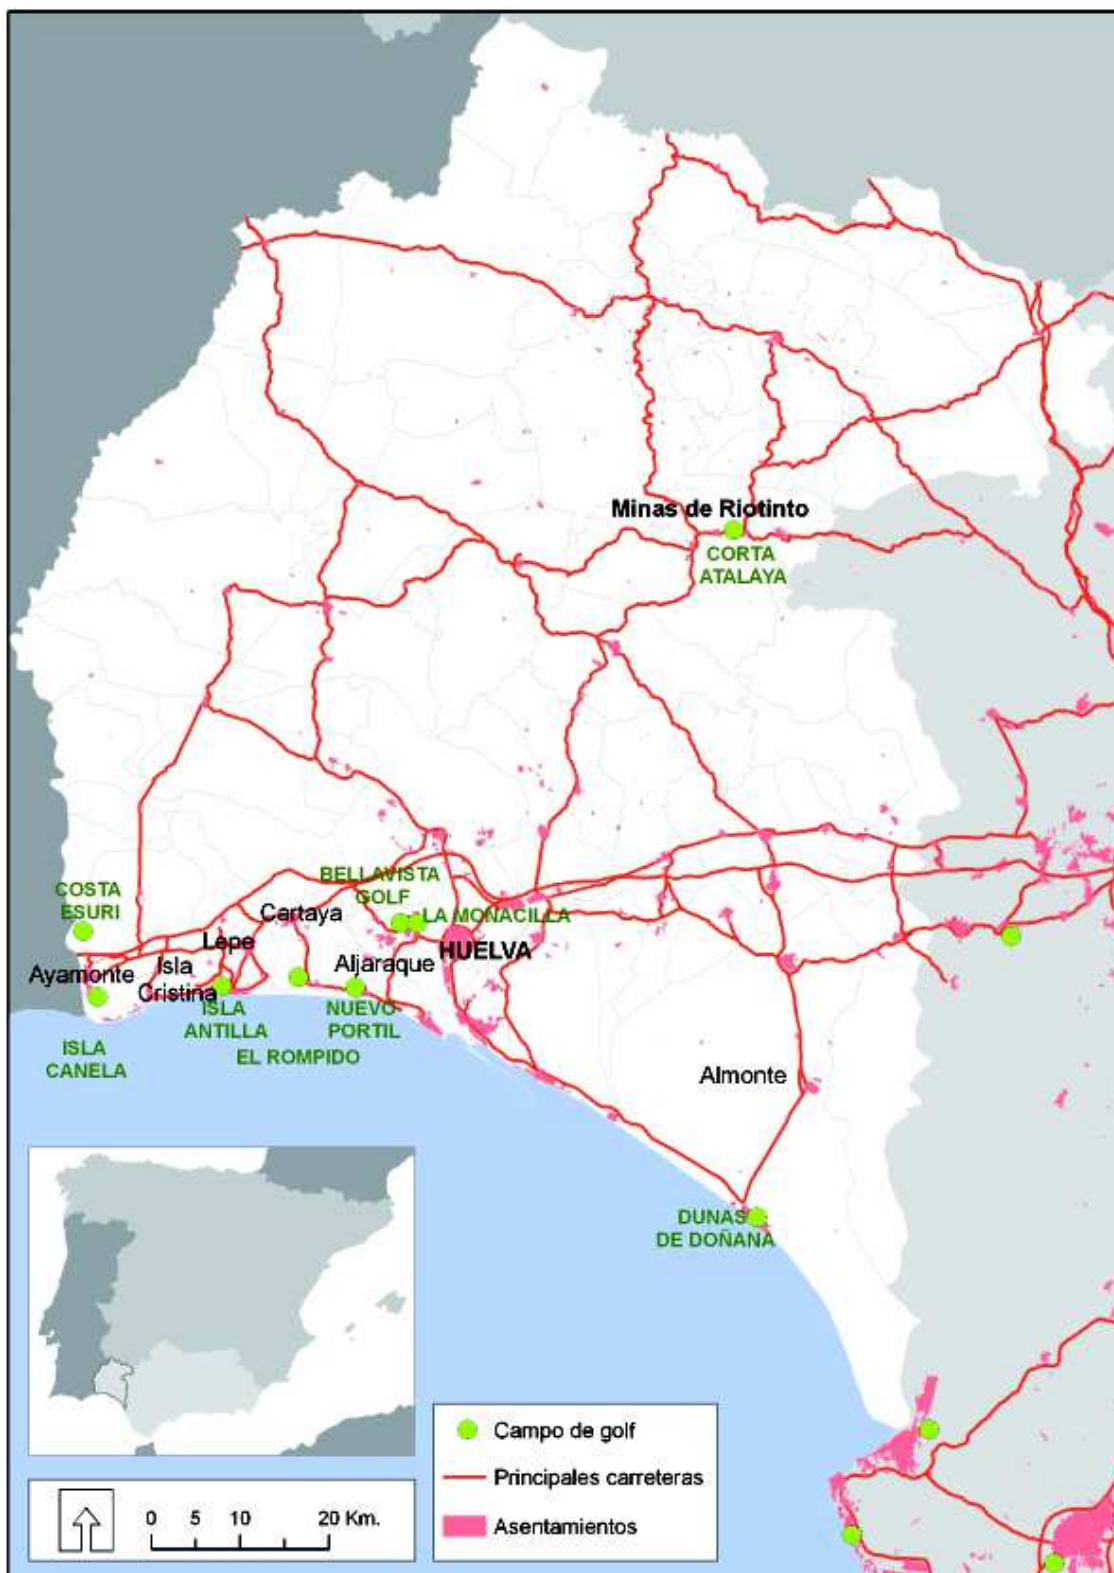 Minas de Riotinto
CORTA
ATALAYA
BELLAVISTA
GOLF
COSTA
ESURI
Cartaya
LA MONACILLA
Lepe
HUELVA
Isla
Cristina
Aljaraque
Ayamonte
ISLA
ANTILLA
NUEVO
PORTIL
ISLA
CANELA
EL ROMPIDO
Almonte
DUNAS
DE DOÑANA
Campo de golf
Principales carreteras
Asentamientos
0 5 10 20 Km.